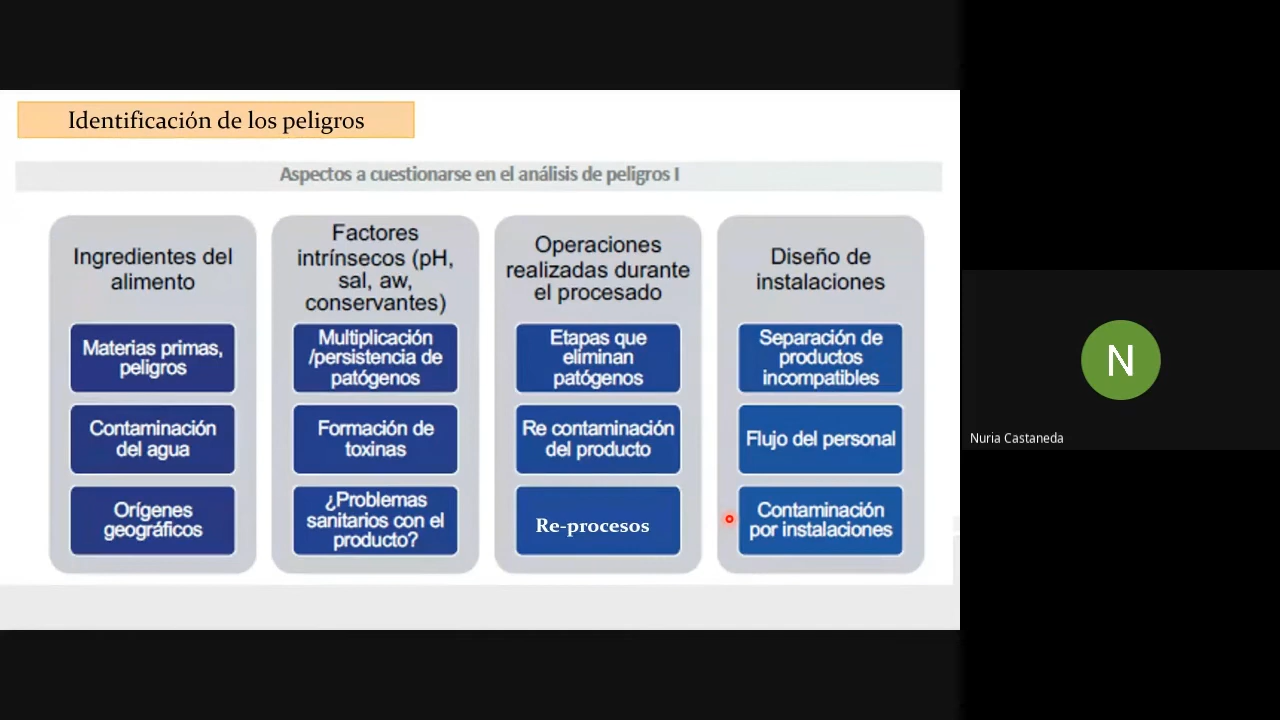 Identificación de los peligros
Aspectos a cuestionarse en el análisis de peligros I
Ingredientes del
alimento
Materias primas,
peligros
Contaminación
del agua
Orígenes
geográficos
Factores
intrínsecos (pH,
sal, aw,
conservantes)
Multiplicación
/persistencia de
patógenos
Formación de
toxinas
¿Problemas
sanitarios con el
producto?
Operaciones
realizadas durante
el procesado
Etapas que
eliminan
patógenos
Re contaminación
del producto
Re-procesos
Diseño de
instalaciones
Separación de
productos
incompatibles
Flujo del personal
Contaminación
por instalaciones
N
Nuria Castaneda